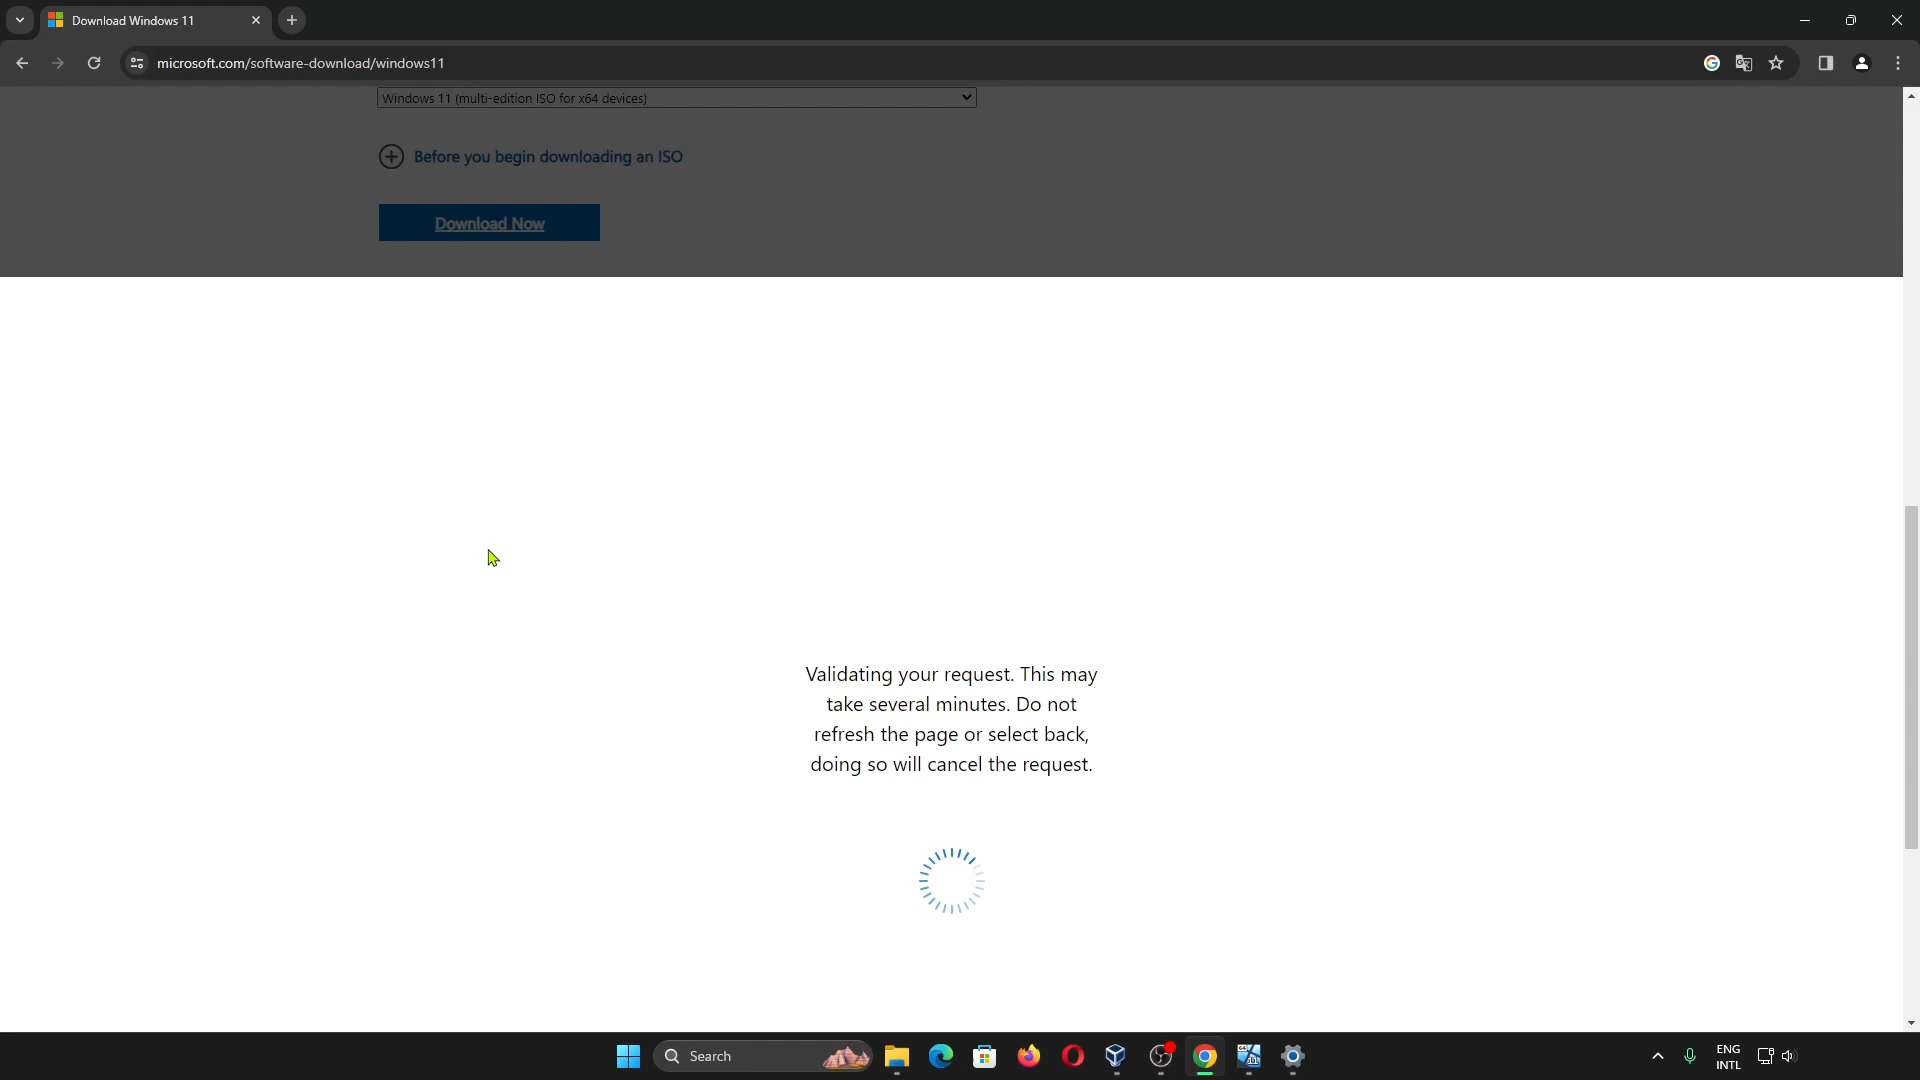 Download Windows 11
microsoft.com/software-download/windows11
Windows 11 (multi-edition ISO for x64 devices)
Before you begin downloading an ISO
Download Now
Validating your request. This may
take several minutes. Do not
refresh the page or select back,
doing so will cancel the request.
Search
ENG
INTL